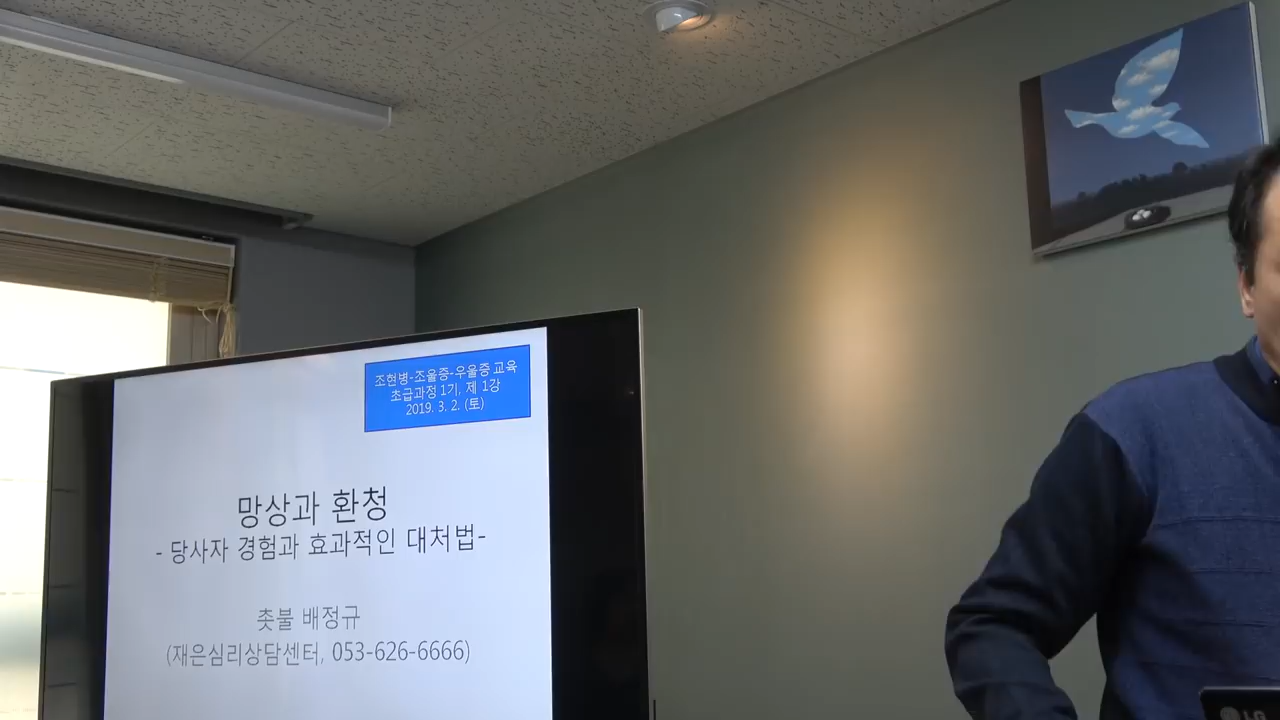 조현병-조울증-우울증 교육
초급과정 1기, 제 1강
2019. 3. 2. (토)
망상과 환청
- 당사자 경험과 효과적인 대처법-
촛불 배정규
(재은심리상담센터, 053-626-6666)
LG